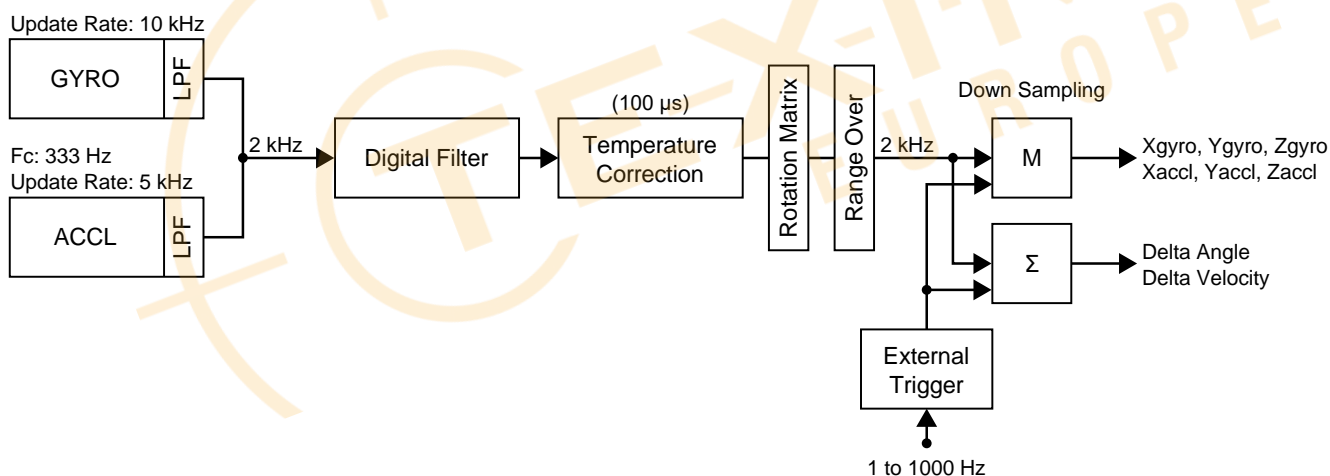 Update Rate: 10 kHz
GYRO
LPF
Fc: 333 Hz
Update Rate: 5 kHz
ACCL
LPF
2 kHz
Digital Filter
(100 µs)
Temperature
Correction
Rotation Matrix
Range Over
2 kHz
Down Sampling
M
Xgyro, Ygyro, Zgyro
Xaccl, Yaccl, Zaccl
Σ
Delta Angle
Delta Velocity
External
Trigger
1 to 1000 Hz
EUROPE